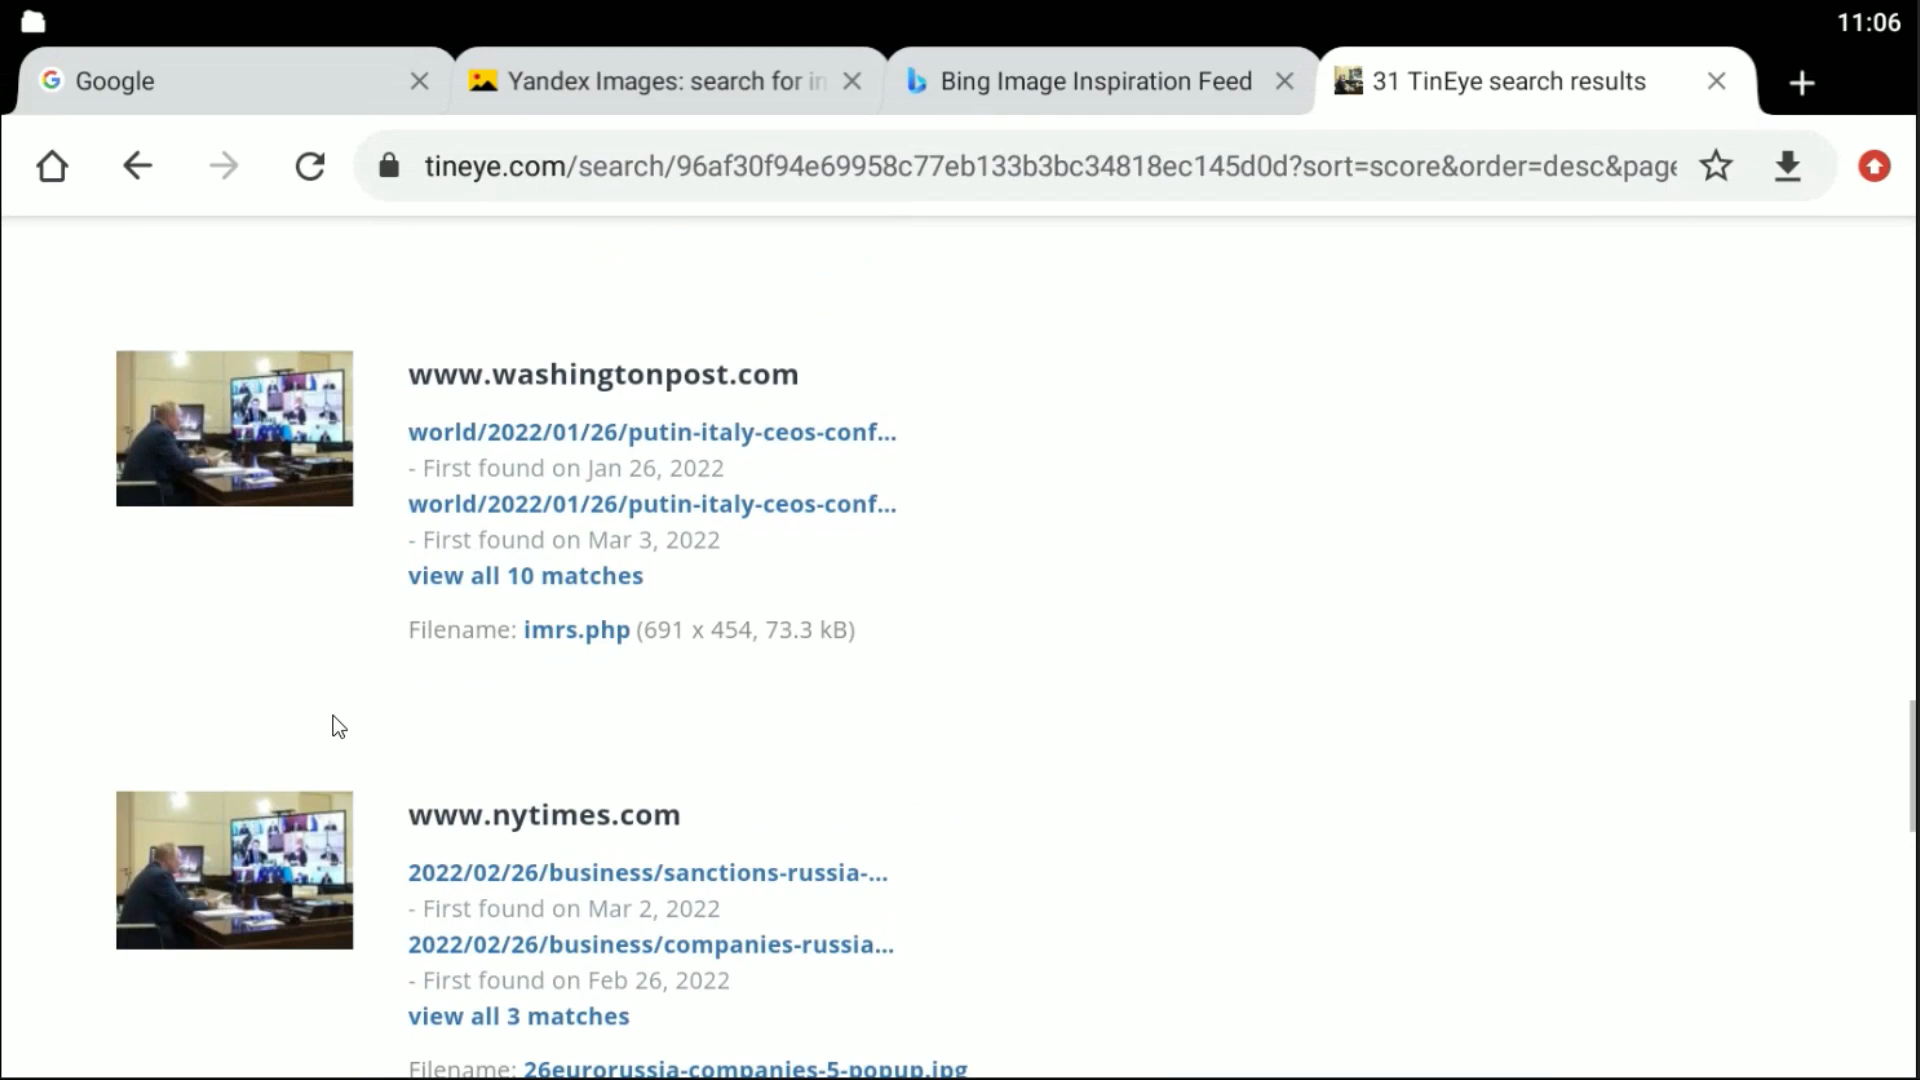 11:06
Google
Yandex Images: search for in
Bing Image Inspiration Feed
31 TinEye search results
tineye.com/search/96af30f94e69958c77eb133b3bc34818ec145d0d?sort=score&order=desc&page
www.washingtonpost.com
world/2022/01/26/putin-italy-ceos-conf...
- First found on Jan 26, 2022
world/2022/01/26/putin-italy-ceos-conf...
- First found on Mar 3, 2022
view all 10 matches
Filename: imrs.php (691 x 454, 73.3 kB)
www.nytimes.com
2022/02/26/business/sanctions-russia-...
- First found on Mar 2, 2022
2022/02/26/business/companies-russia...
- First found on Feb 26, 2022
view all 3 matches
Filename: 26eurorussia-companies-5-popup.jpg